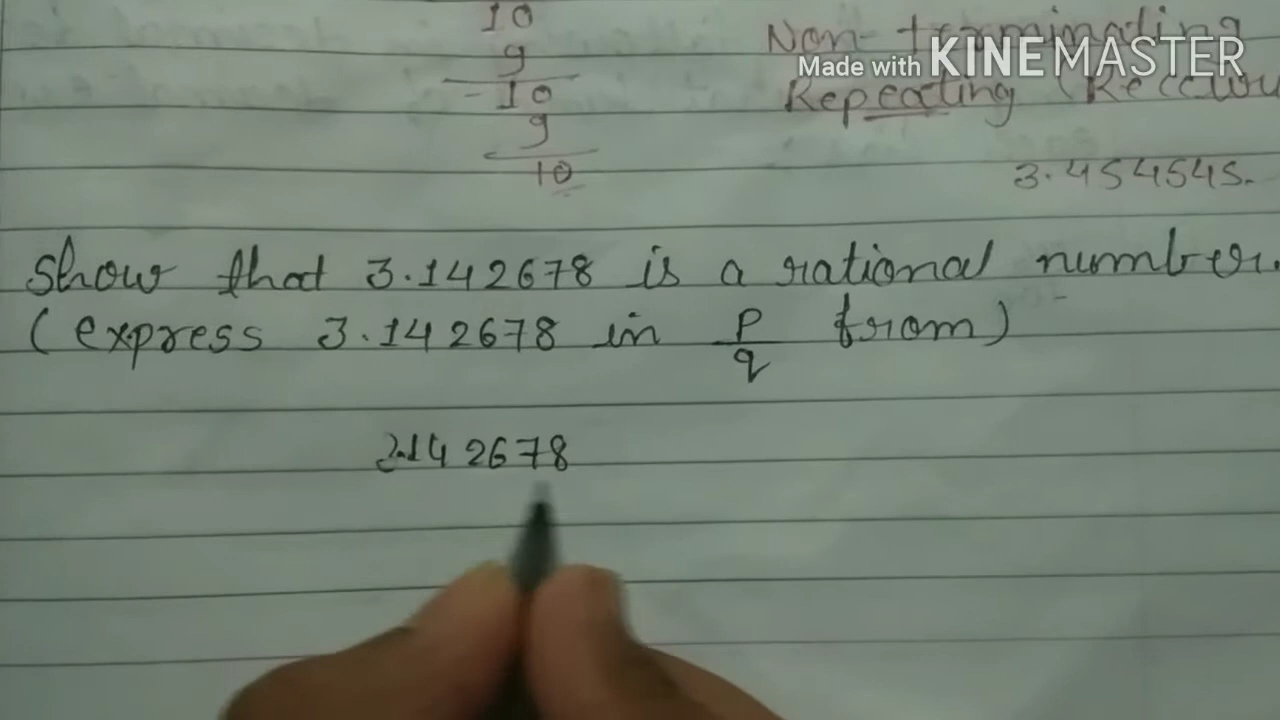 10
9
10
9
10
Non-terminating
Made with KINEMASTER
Repeating
3.454545.
Show that 3.142678 is a rational number.
(express 3.142678 in p/q from)
3.142678